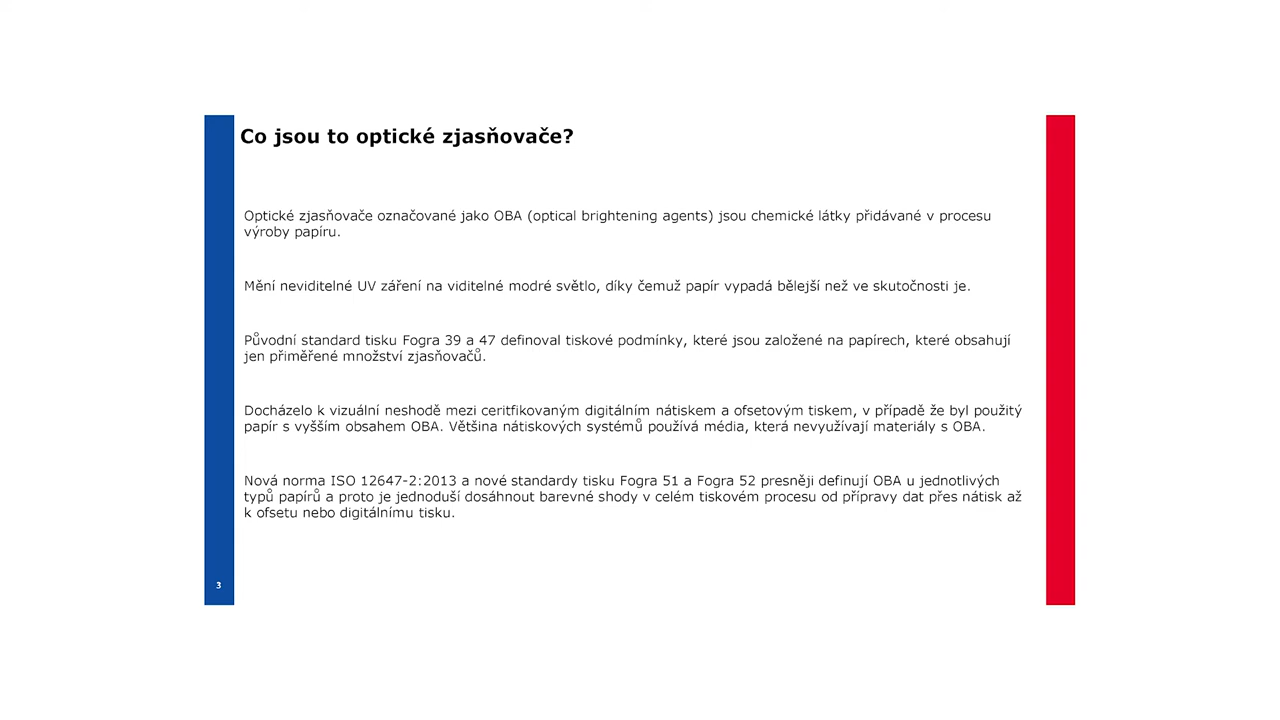 Co jsou to optické zjasňovače?
Optické zjasňovače označované jako OBA (optical brightening agents) jsou chemické látky přidávané v procesu
výroby papíru.
Mění neviditelné UV záření na viditelné modré světlo, díky čemuž papír vypadá bělejší než ve skutočnosti je.
Původní standard tisku Fogra 39 a 47 definoval tiskové podmínky, které jsou založené na papírech, které obsahují
jen přiměřené množství zjasňovačů.
Docházelo k vizuální neshodě mezi ceritfikovaným digitálním nátiskem a ofsetovým tiskem, v případě že byl použitý
papír s vyšším obsahem OBA. Většina nátiskových systémů používá média, která nevyužívají materiály s OBA.
Nová norma ISO 12647-2:2013 a nové standardy tisku Fogra 51 a Fogra 52 presněji definují OBA u jednotlivých
typů papírů a proto je jednoduší dosáhnout barevné shody v celém tiskovém procesu od přípravy dat přes nátisk až
k ofsetu nebo digitálnímu tisku.
3